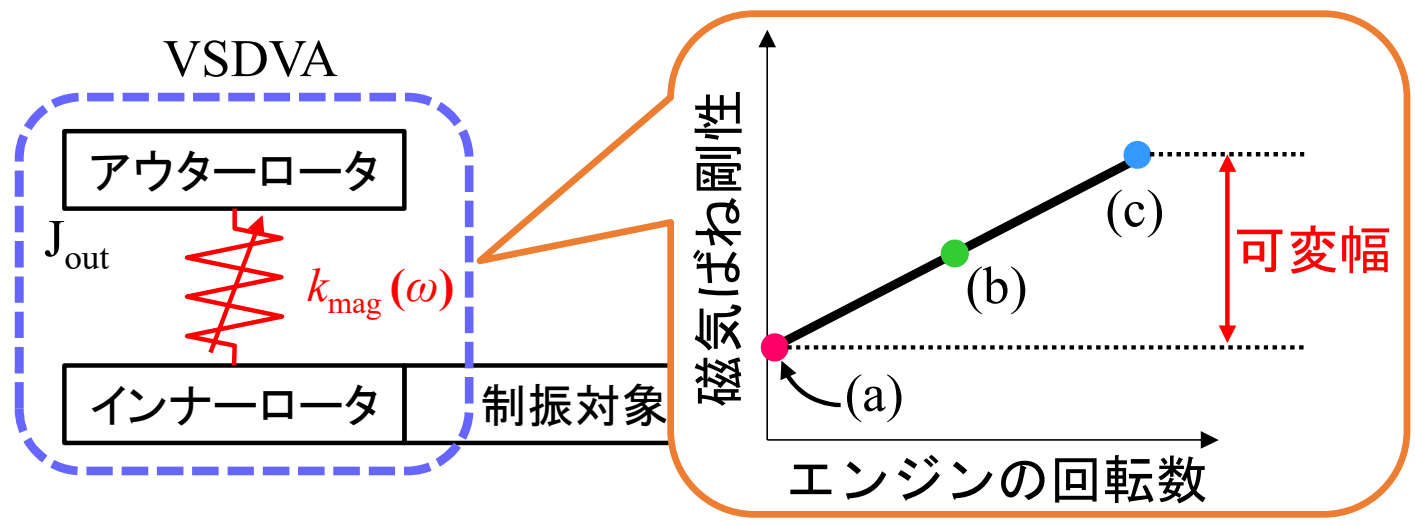 VSDVA
アウターロータ
J_out
k_mag (ω)
インナーロータ
制振対象
磁気ばね剛性
(c)
可変幅
(b)
(a)
エンジンの回転数